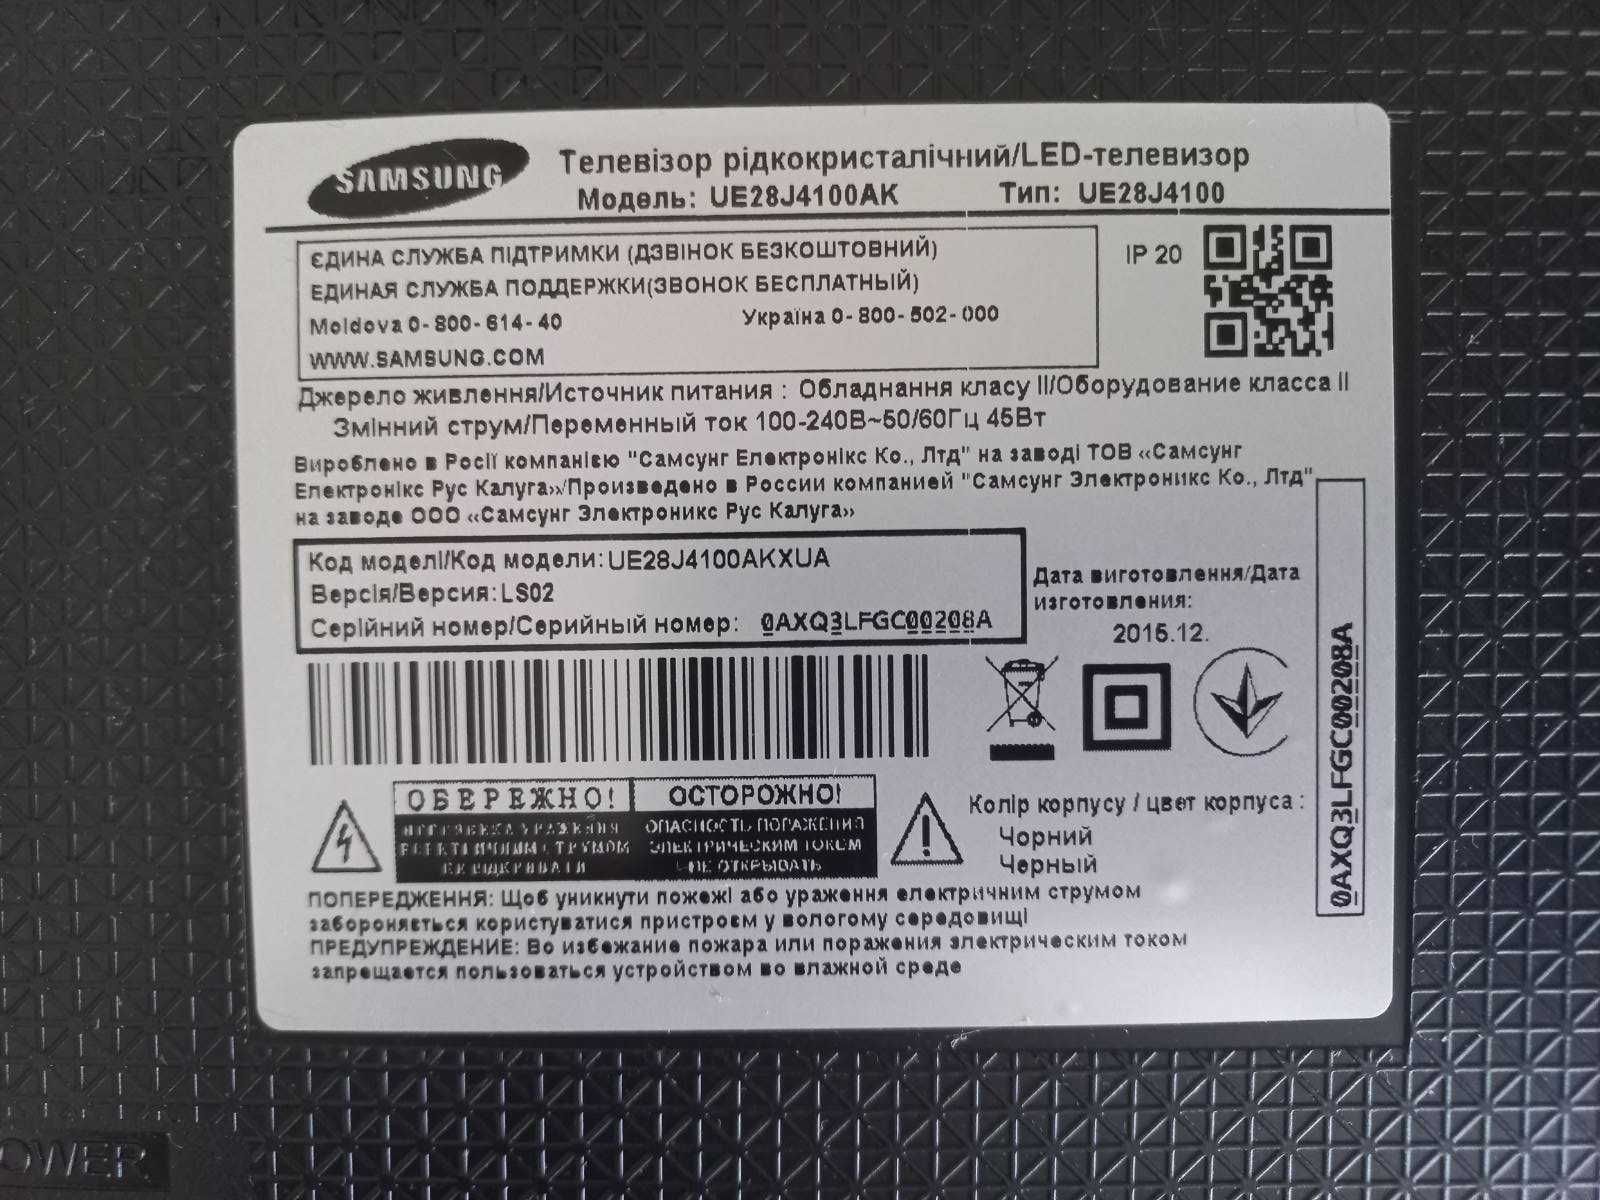 SAMSUNG
Телевізор рідкокристалічний/LED-телевизор
Модель: UE28J4100AK Тип: UE28J4100
ЄДИНА СЛУЖБА ПІДТРИМКИ (ДЗВІНОК БЕЗКОШТОВНИЙ)
ЕДИНАЯ СЛУЖБА ПОДДЕРЖКИ(ЗВОНОК БЕСПЛАТНЫЙ)
Moldova 0-800-614-40 Україна 0-800-502-000
WWW.SAMSUNG.COM
IP 20
Джерело живлення/Источник питания : Обладнання класу II/Оборудование класса II
Змінний струм/Переменный ток 100-240В~50/60Гц 45Вт
Вироблено в Росії компанією "Самсунг Електронікс Ко., Лтд" на заводі ТОВ «Самсунг
Електронікс Рус Калуга»/Произведено в России компанией "Самсунг Электроникс Ко., Лтд"
на заводе ООО «Самсунг Электроникс Рус Калуга»
Код моделі/Код модели: UE28J4100AKXUA
Версія/Версия: LS02
Серійний номер/Серийный номер: 0AXQ3LFGC00208A
Дата виготовлення/Дата
изготовления:
2015.12.
0AXQ3LFGC00208A
ОБЕРЕЖНО! ОСТОРОЖНО!
НЕБЕЗПЕКА УРАЖЕННЯ ОПАСНОСТЬ ПОРАЖЕНИЯ
ЕЛЕКТРИЧНИМ СТРУМОМ ЭЛЕКТРИЧЕСКИМ ТОКОМ
НЕ ВІДКРИВАТИ НЕ ОТКРЫВАТЬ
Колір корпусу / цвет корпуса :
Чорний
Черный
ПОПЕРЕДЖЕННЯ: Щоб уникнути пожежі або ураження електричним струмом
забороняється користуватися пристроєм у вологому середовищі
ПРЕДУПРЕЖДЕНИЕ: Во избежание пожара или поражения электрическим током
запрещается пользоваться устройством во влажной среде
OWER